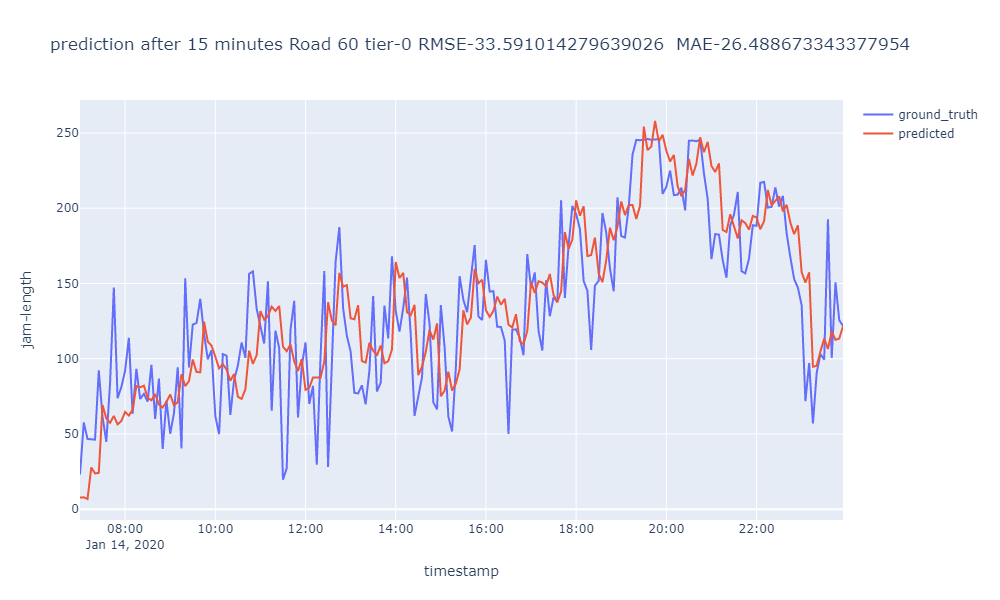 prediction after 15 minutes Road 60 tier-0 RMSE-33.591014279639026  MAE-26.488673343377954
ground_truth
predicted
250
200
150
100
50
0
jam-length
08:00 10:00 12:00 14:00 16:00 18:00 20:00 22:00
Jan 14, 2020
timestamp